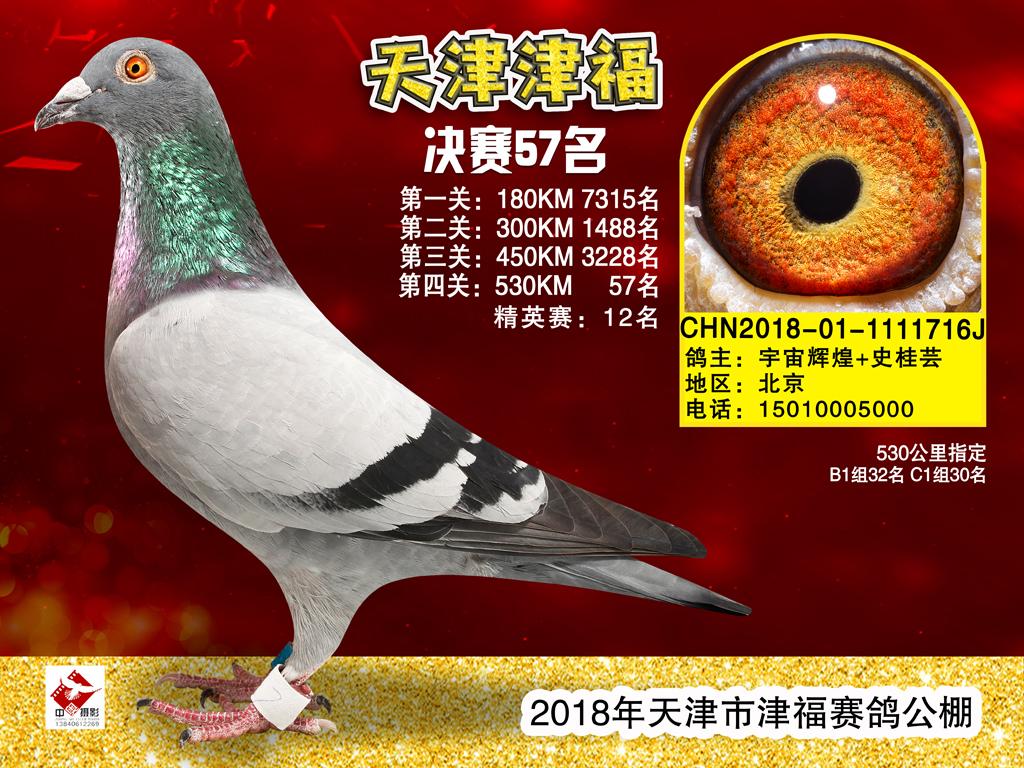 天津津福
决赛57名
第一关：180KM 7315名
第二关：300KM 1488名
第三关：450KM 3228名
第四关：530KM 57名
精英赛：12名
CHN2018-01-1111716J
鸽主：宇宙辉煌+史桂芸
地区：北京
电话：15010005000
530公里指定
B1组32名 C1组30名
2018年天津市津福赛鸽公棚
中 摄影
13840612269